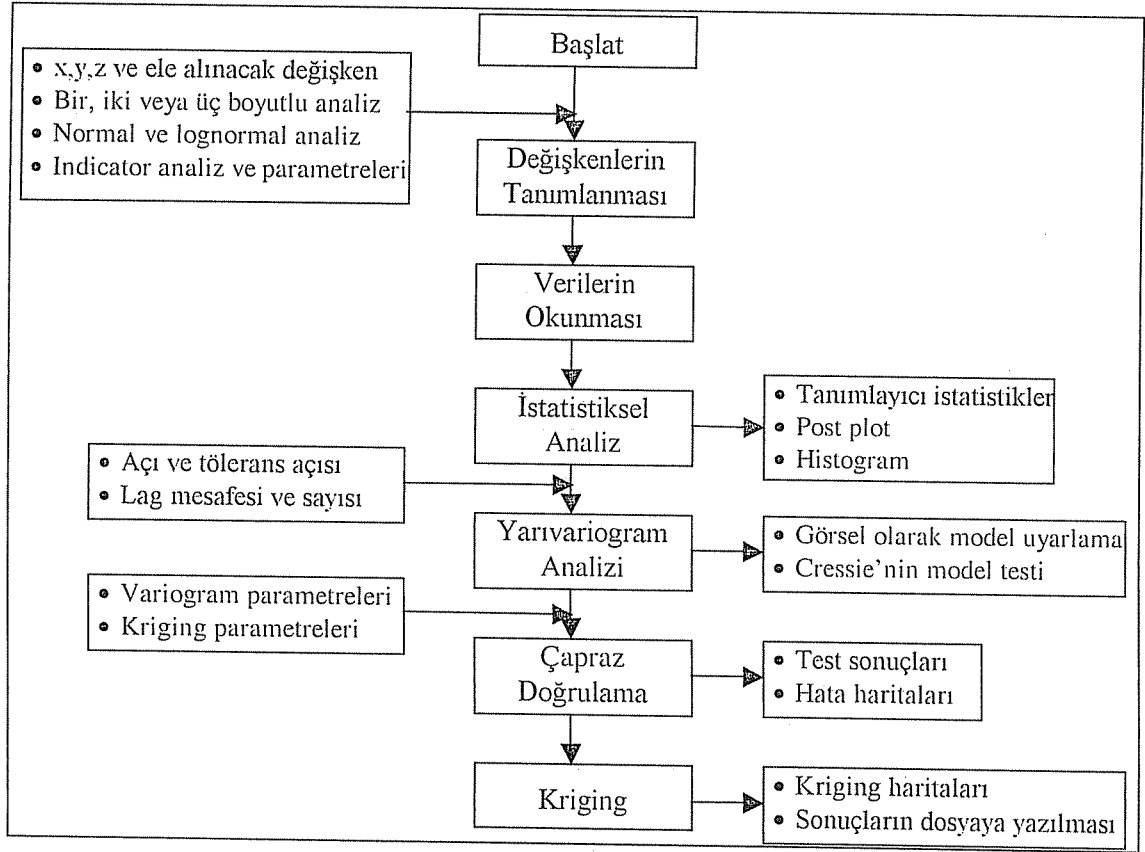 Başlat
• x,y,z ve ele alınacak değişken
• Bir, iki veya üç boyutlu analiz
• Normal ve lognormal analiz
• Indicator analiz ve parametreleri
Değişkenlerin
Tanımlanması
Verilerin
Okunması
İstatistiksel
Analiz
• Tanımlayıcı istatistikler
• Post plot
• Histogram
• Açı ve tölerans açısı
• Lag mesafesi ve sayısı
Yarıvariogram
Analizi
• Görsel olarak model uyarlama
• Cressie’nin model testi
• Variogram parametreleri
• Kriging parametreleri
Çapraz
Doğrulama
• Test sonuçları
• Hata haritaları
Kriging
• Kriging haritaları
• Sonuçların dosyaya yazılması